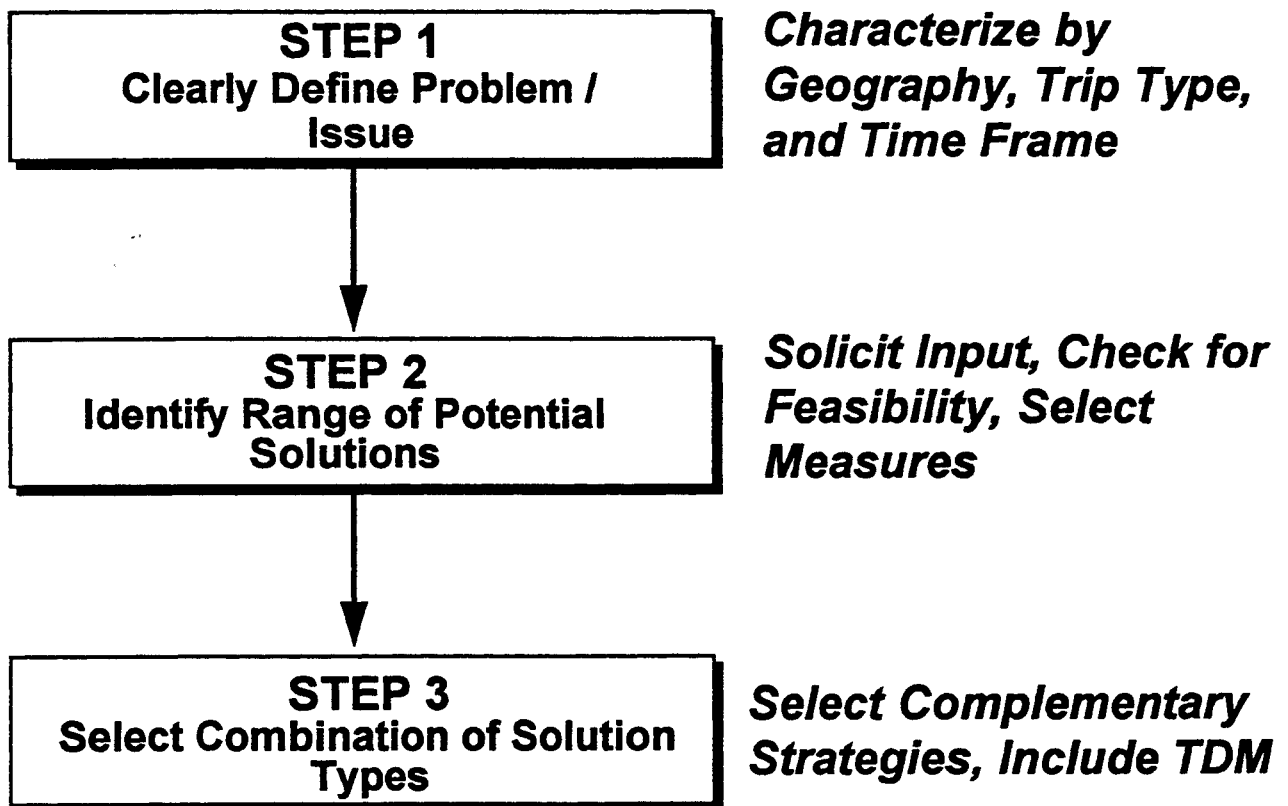 STEP 1
Clearly Define Problem /
Issue
Characterize by
Geography, Trip Type,
and Time Frame
STEP 2
Identify Range of Potential
Solutions
Solicit Input, Check for
Feasibility, Select
Measures
STEP 3
Select Combination of Solution
Types
Select Complementary
Strategies, Include TDM